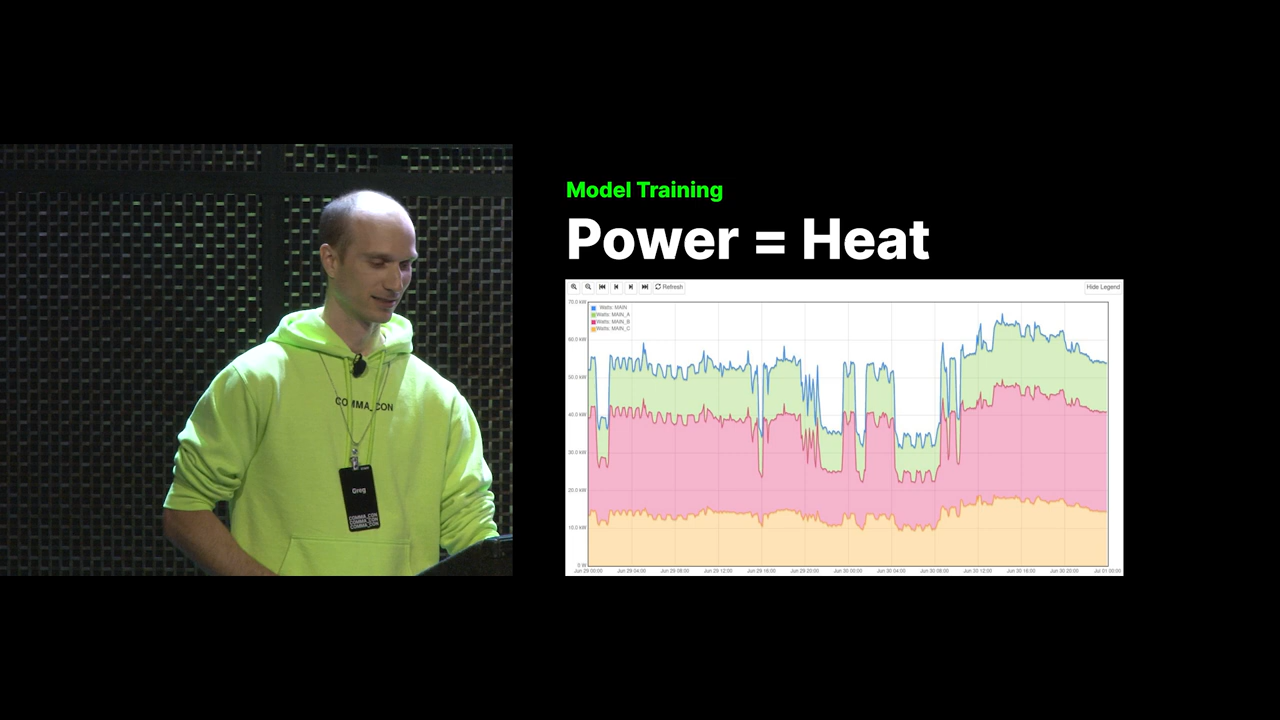 Model Training
Power = Heat
Refresh
Hide Legend
70.0 kW
Watts: MAIN
Watts: MAIN_A
Watts: MAIN_B
Watts: MAIN_C
60.0 kW
50.0 kW
40.0 kW
30.0 kW
20.0 kW
10.0 kW
0 W
Jun 29 00:00 Jun 29 04:00 Jun 29 08:00 Jun 29 12:00 Jun 29 16:00 Jun 29 20:00 Jun 30 00:00 Jun 30 04:00 Jun 30 08:00 Jun 30 12:00 Jun 30 16:00 Jun 30 20:00 Jul 01 00:00
COMMA_CON
Greg
COMMA_CON
COMMA_CON
COMMA_CON